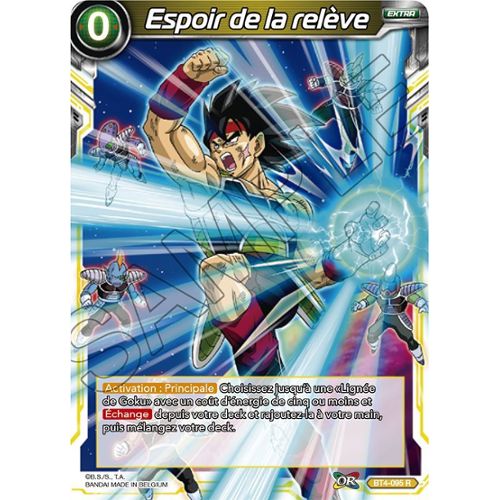 0
Espoir de la relève
EXTRA
SAMPLE
Activation : Principale Choisissez jusqu'à une «Lignée
de Goku» avec un coût d'énergie de cinq ou moins et
Échange depuis votre deck et rajoutez-la à votre main,
puis mélangez votre deck.
©B.S./S., T.A.
BANDAI MADE IN BELGIUM!
OR
BT4-095 R